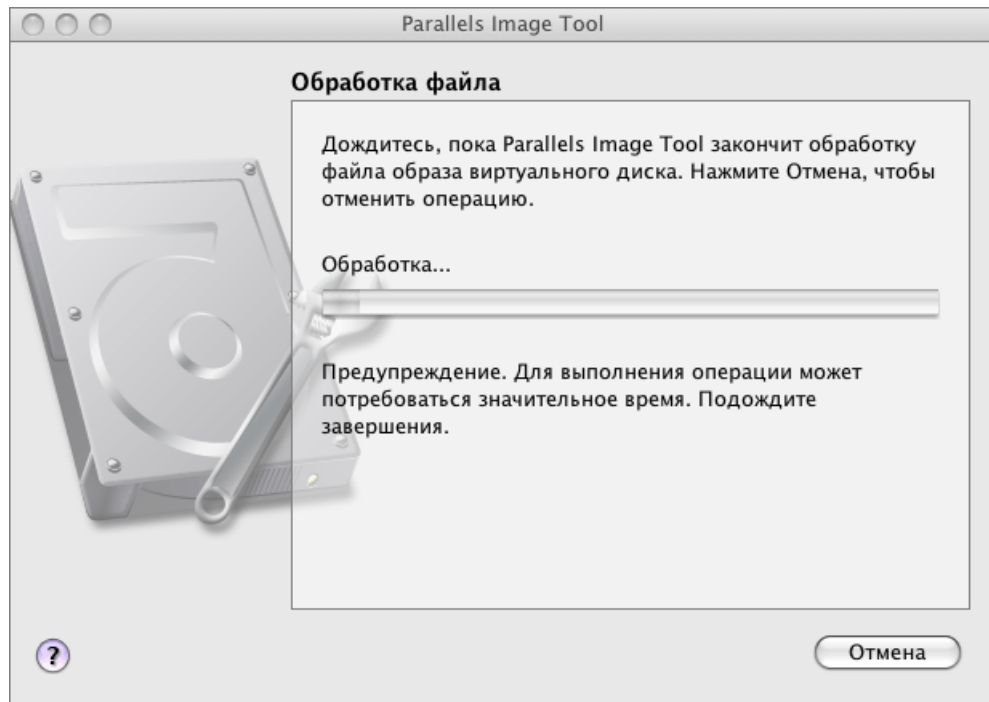 Parallels Image Tool
Обработка файла
Дождитесь, пока Parallels Image Tool закончит обработку
файла образа виртуального диска. Нажмите Отмена, чтобы
отменить операцию.
Обработка...
Предупреждение. Для выполнения операции может
потребоваться значительное время. Подождите
завершения.
?
Отмена